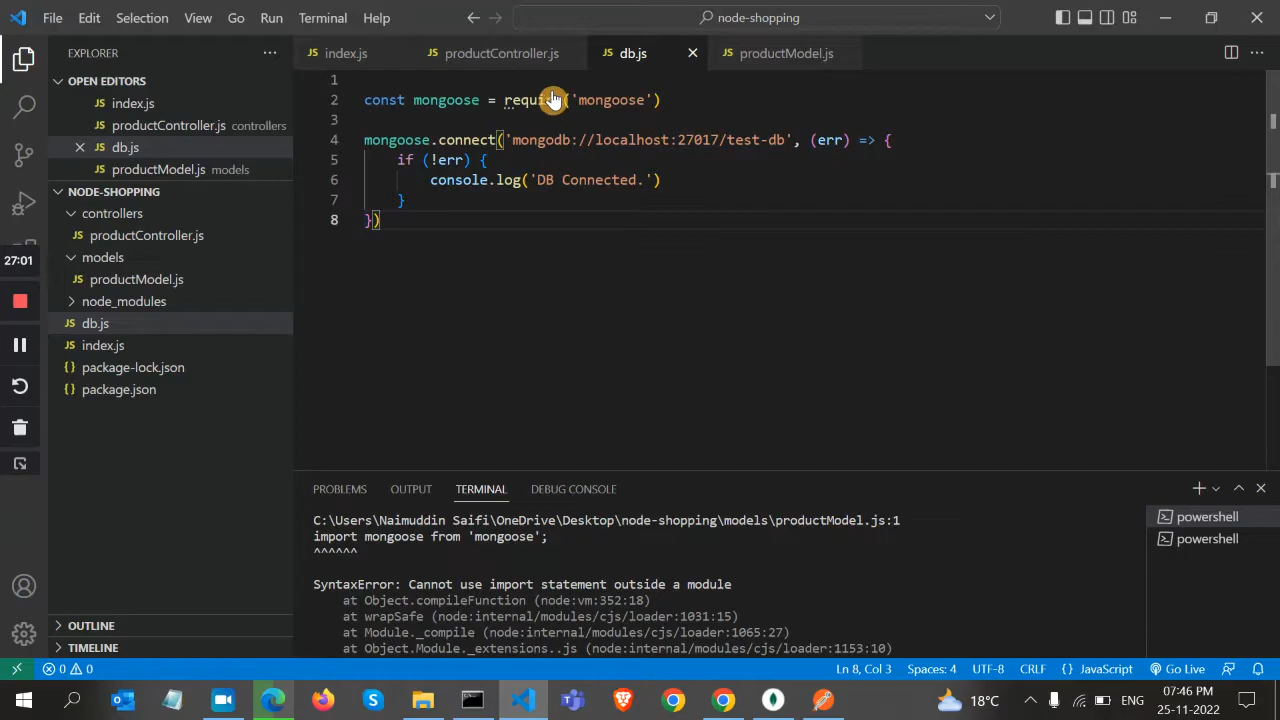 File Edit Selection View Go Run Terminal Help
node-shopping
EXPLORER
index.js
productController.js
db.js
productModel.js
OPEN EDITORS
index.js
productController.js controllers
db.js
productModel.js models
NODE-SHOPPING
controllers
productController.js
models
productModel.js
node_modules
db.js
index.js
package-lock.json
package.json
OUTLINE
TIMELINE
27:01
1
2 const mongoose = require('mongoose')
3
4 mongoose.connect('mongodb://localhost:27017/test-db', (err) => {
5 if (!err) {
6 console.log('DB Connected.')
7 }
8 })
PROBLEMS OUTPUT TERMINAL DEBUG CONSOLE
powershell
powershell
C:\Users\Naimuddin Saifi\OneDrive\Desktop\node-shopping\models\productModel.js:1
import mongoose from 'mongoose';
^^^^^^
SyntaxError: Cannot use import statement outside a module
at Object.compileFunction (node:vm:352:18)
at wrapSafe (node:internal/modules/cjs/loader:1031:15)
at Module._compile (node:internal/modules/cjs/loader:1065:27)
at Object.Module._extensions..js (node:internal/modules/cjs/loader:1153:10)
0 0
Ln 8, Col 3 Spaces: 4 UTF-8 CRLF {} JavaScript Go Live
18°C ENG
7:46 PM
25-11-2022